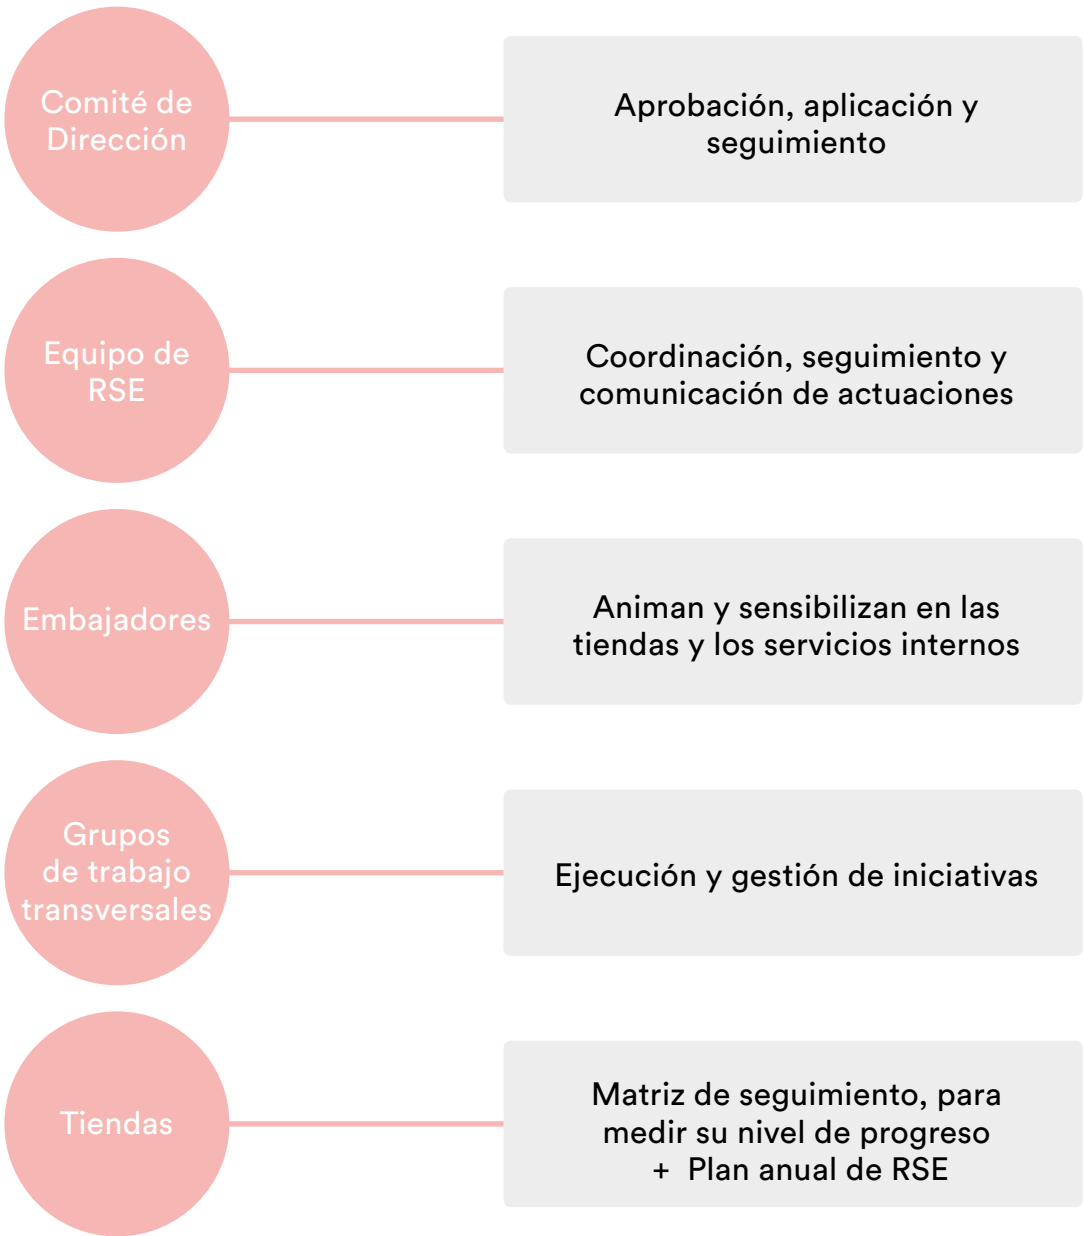 Comité de
Dirección
Aprobación, aplicación y
seguimiento
Equipo de
RSE
Coordinación, seguimiento y
comunicación de actuaciones
Embajadores
Animan y sensibilizan en las
tiendas y los servicios internos
Grupos
de trabajo
transversales
Ejecución y gestión de iniciativas
Tiendas
Matriz de seguimiento, para
medir su nivel de progreso
+ Plan anual de RSE